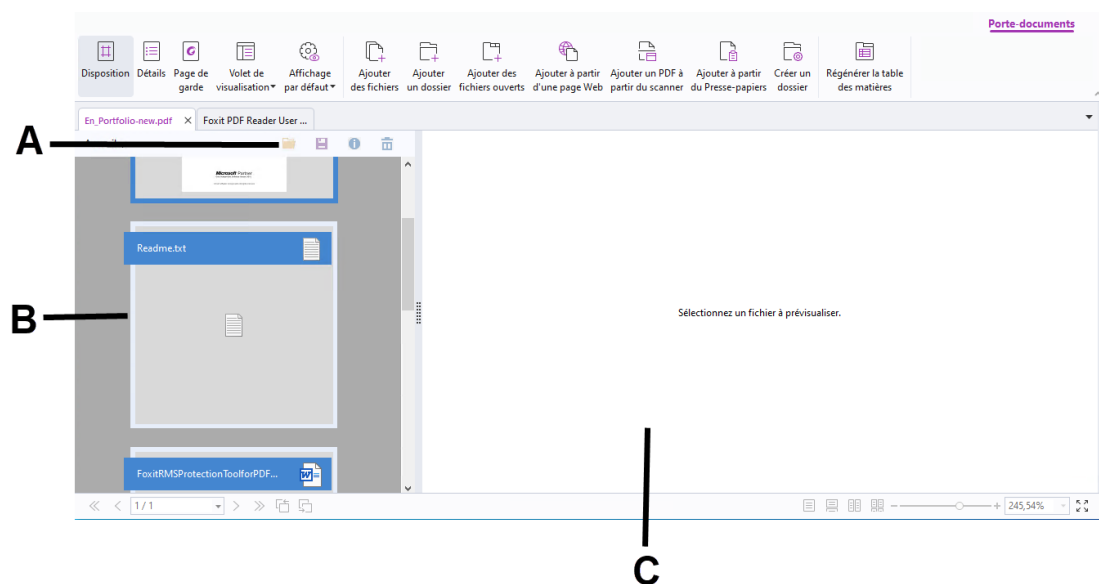 Porte-documents
Disposition
Détails
Page de
garde
Volet de
visualisation
Affichage
par défaut
Ajouter
des fichiers
Ajouter
un dossier
Ajouter des
fichiers ouverts
Ajouter à partir
d'une page Web
Ajouter un PDF à
partir du scanner
Ajouter à partir
du Presse-papiers
Créer un
dossier
Régénérer la table
des matières
En_Portfolio-new.pdf
Foxit PDF Reader User ...
A
Microsoft Partner
Readme.txt
B
Sélectionnez un fichier à prévisualiser.
FoxitRMSProtectionToolforPDF...
1 / 1
245,54%
C